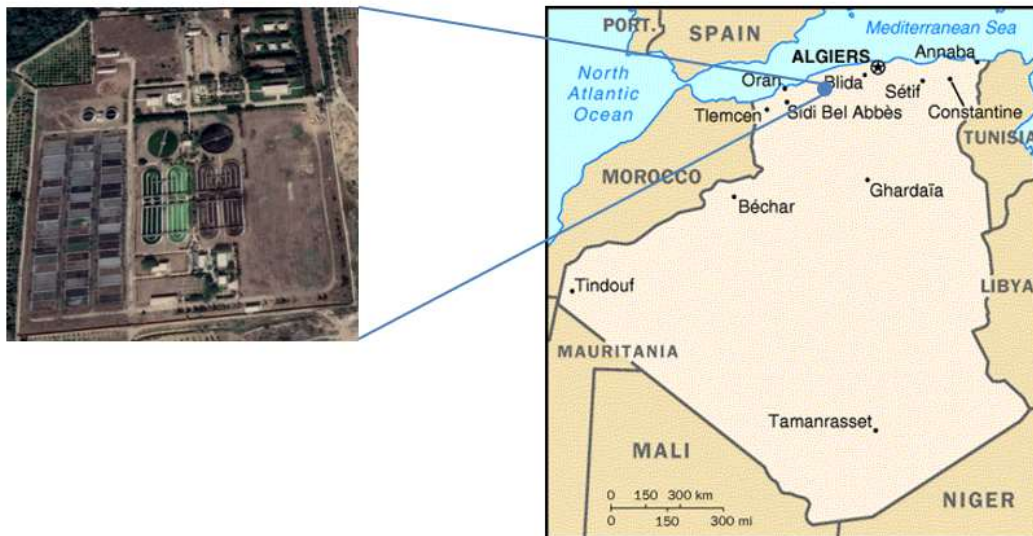 PORT.
SPAIN
Mediterranean Sea
ALGIERS
Annaba
North
Atlantic
Ocean
Oran
Blida
Sétif
Tlemcen
Sidi Bel Abbès
Constantine
TUNISIA
MOROCCO
Ghardaïa
Béchar
Tindouf
LIBYA
MAURITANIA
Tamanrasset
MALI
NIGER
0 150 300 km
0 150 300 mi